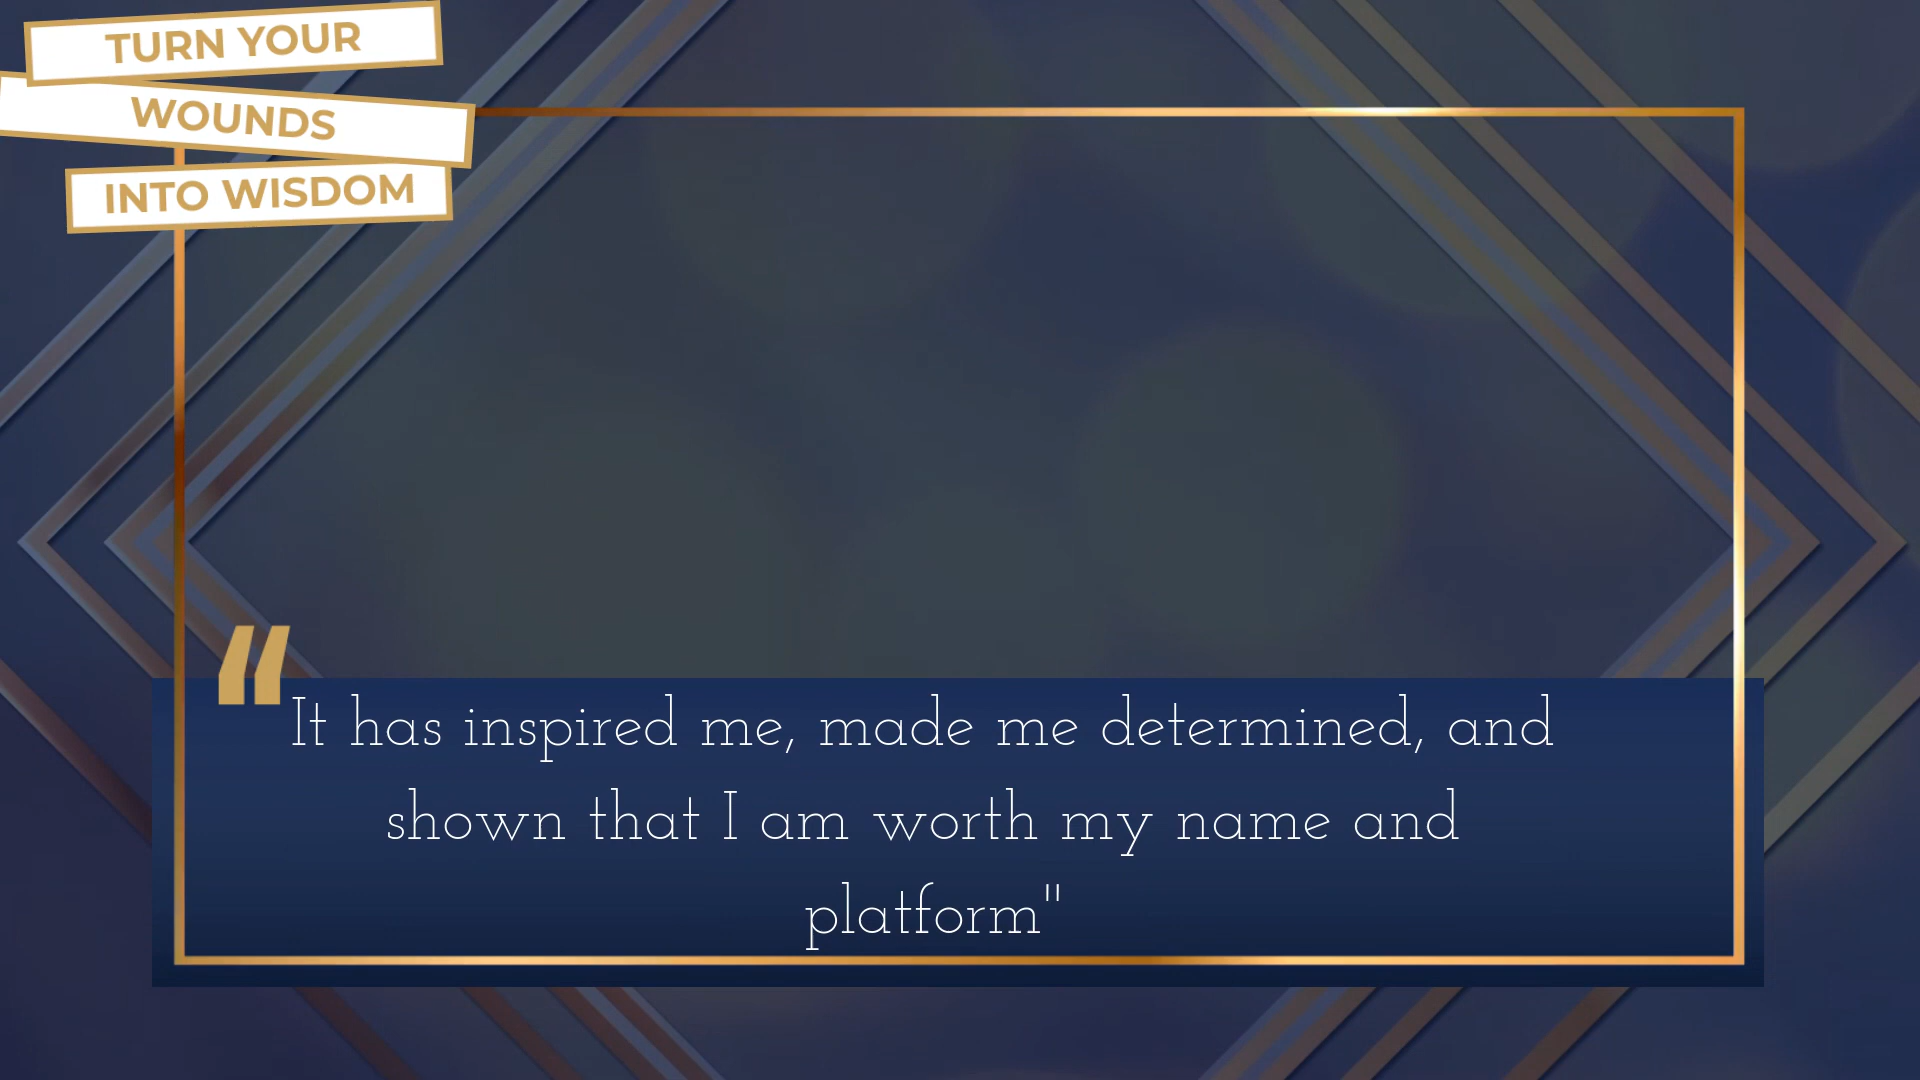 TURN YOUR
WOUNDS
INTO WISDOM
“It has inspired me, made me determined, and
shown that I am worth my name and
platform"